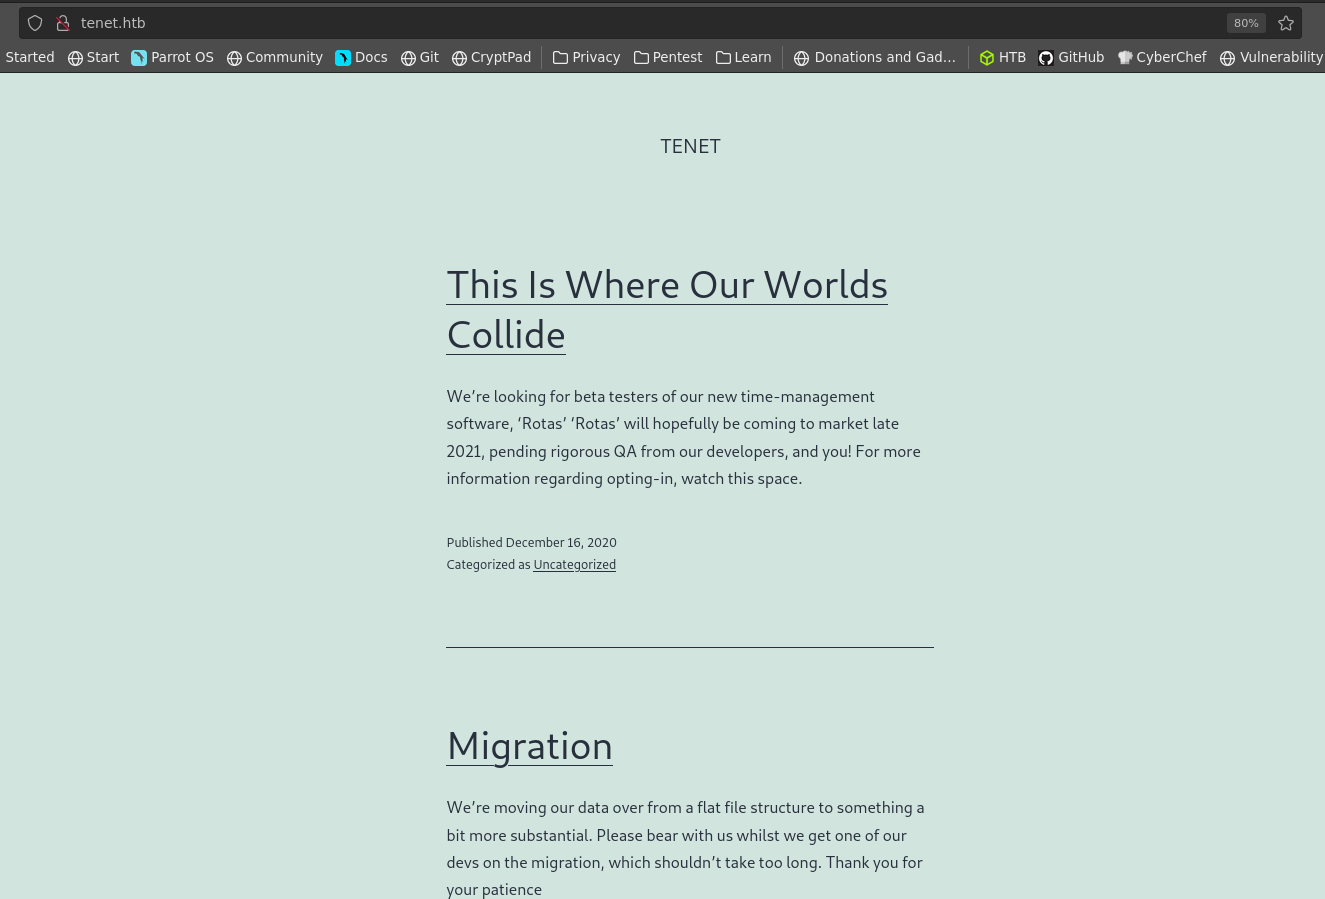 tenet.htb 80%
Started Start Parrot OS Community Docs Git CryptPad Privacy Pentest Learn Donations and Gad... HTB GitHub CyberChef Vulnerability
TENET
This Is Where Our Worlds
Collide
We’re looking for beta testers of our new time-management
software, ‘Rotas’ ‘Rotas’ will hopefully be coming to market late
2021, pending rigorous QA from our developers, and you! For more
information regarding opting-in, watch this space.
Published December 16, 2020
Categorized as Uncategorized
Migration
We’re moving our data over from a flat file structure to something a
bit more substantial. Please bear with us whilst we get one of our
devs on the migration, which shouldn’t take too long. Thank you for
your patience